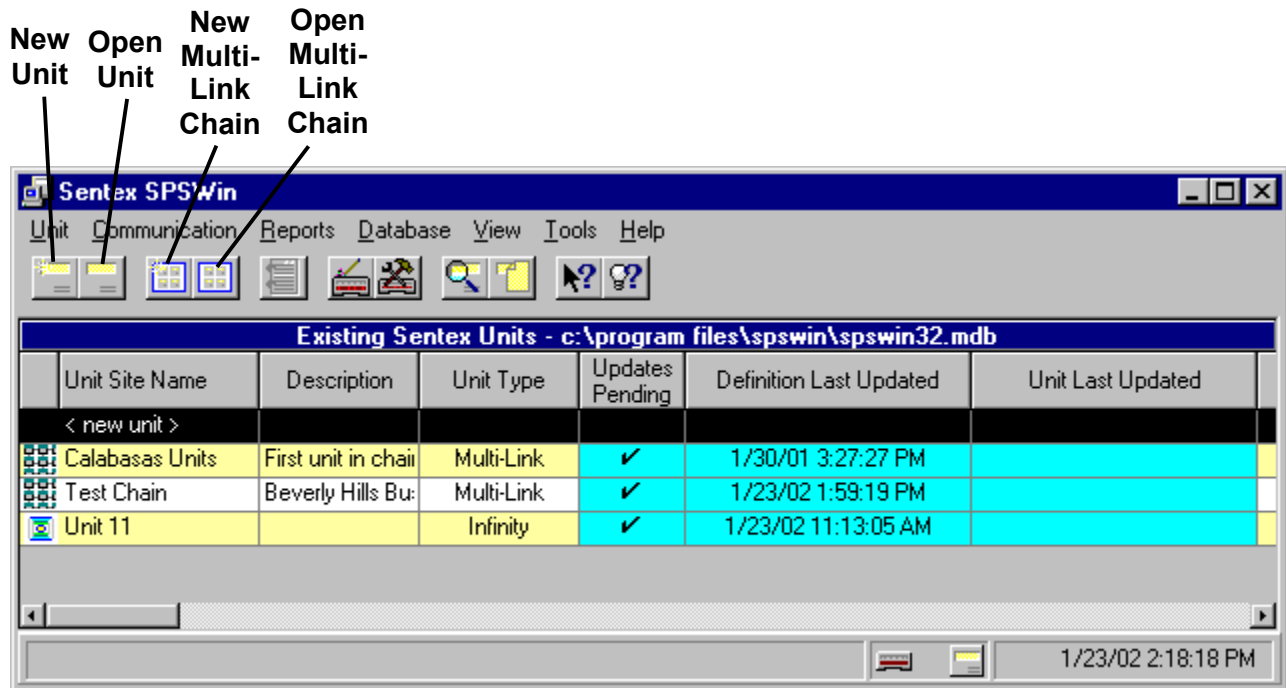 New Unit
Open Unit
New Multi-Link Chain
Open Multi-Link Chain
Sentex SPSWin
Unit Communication Reports Database View Tools Help
Existing Sentex Units - c:\program files\spswin\spswin32.mdb
Unit Site Name Description Unit Type Updates Pending Definition Last Updated Unit Last Updated
< new unit >
Calabasas Units First unit in chai Multi-Link ✔ 1/30/01 3:27:27 PM
Test Chain Beverly Hills Bu Multi-Link ✔ 1/23/02 1:59:19 PM
Unit 11 Infinity ✔ 1/23/02 11:13:05 AM
1/23/02 2:18:18 PM